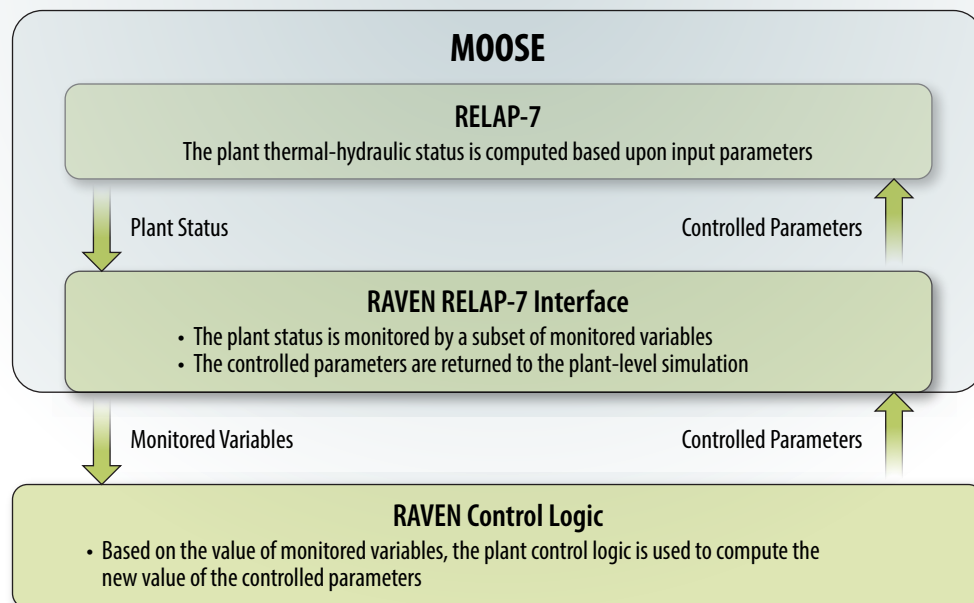 MOOSE
RELAP-7
The plant thermal-hydraulic status is computed based upon input parameters
Plant Status
Controlled Parameters
RAVEN RELAP-7 Interface
• The plant status is monitored by a subset of monitored variables
• The controlled parameters are returned to the plant-level simulation
Monitored Variables
Controlled Parameters
RAVEN Control Logic
• Based on the value of monitored variables, the plant control logic is used to compute the
new value of the controlled parameters